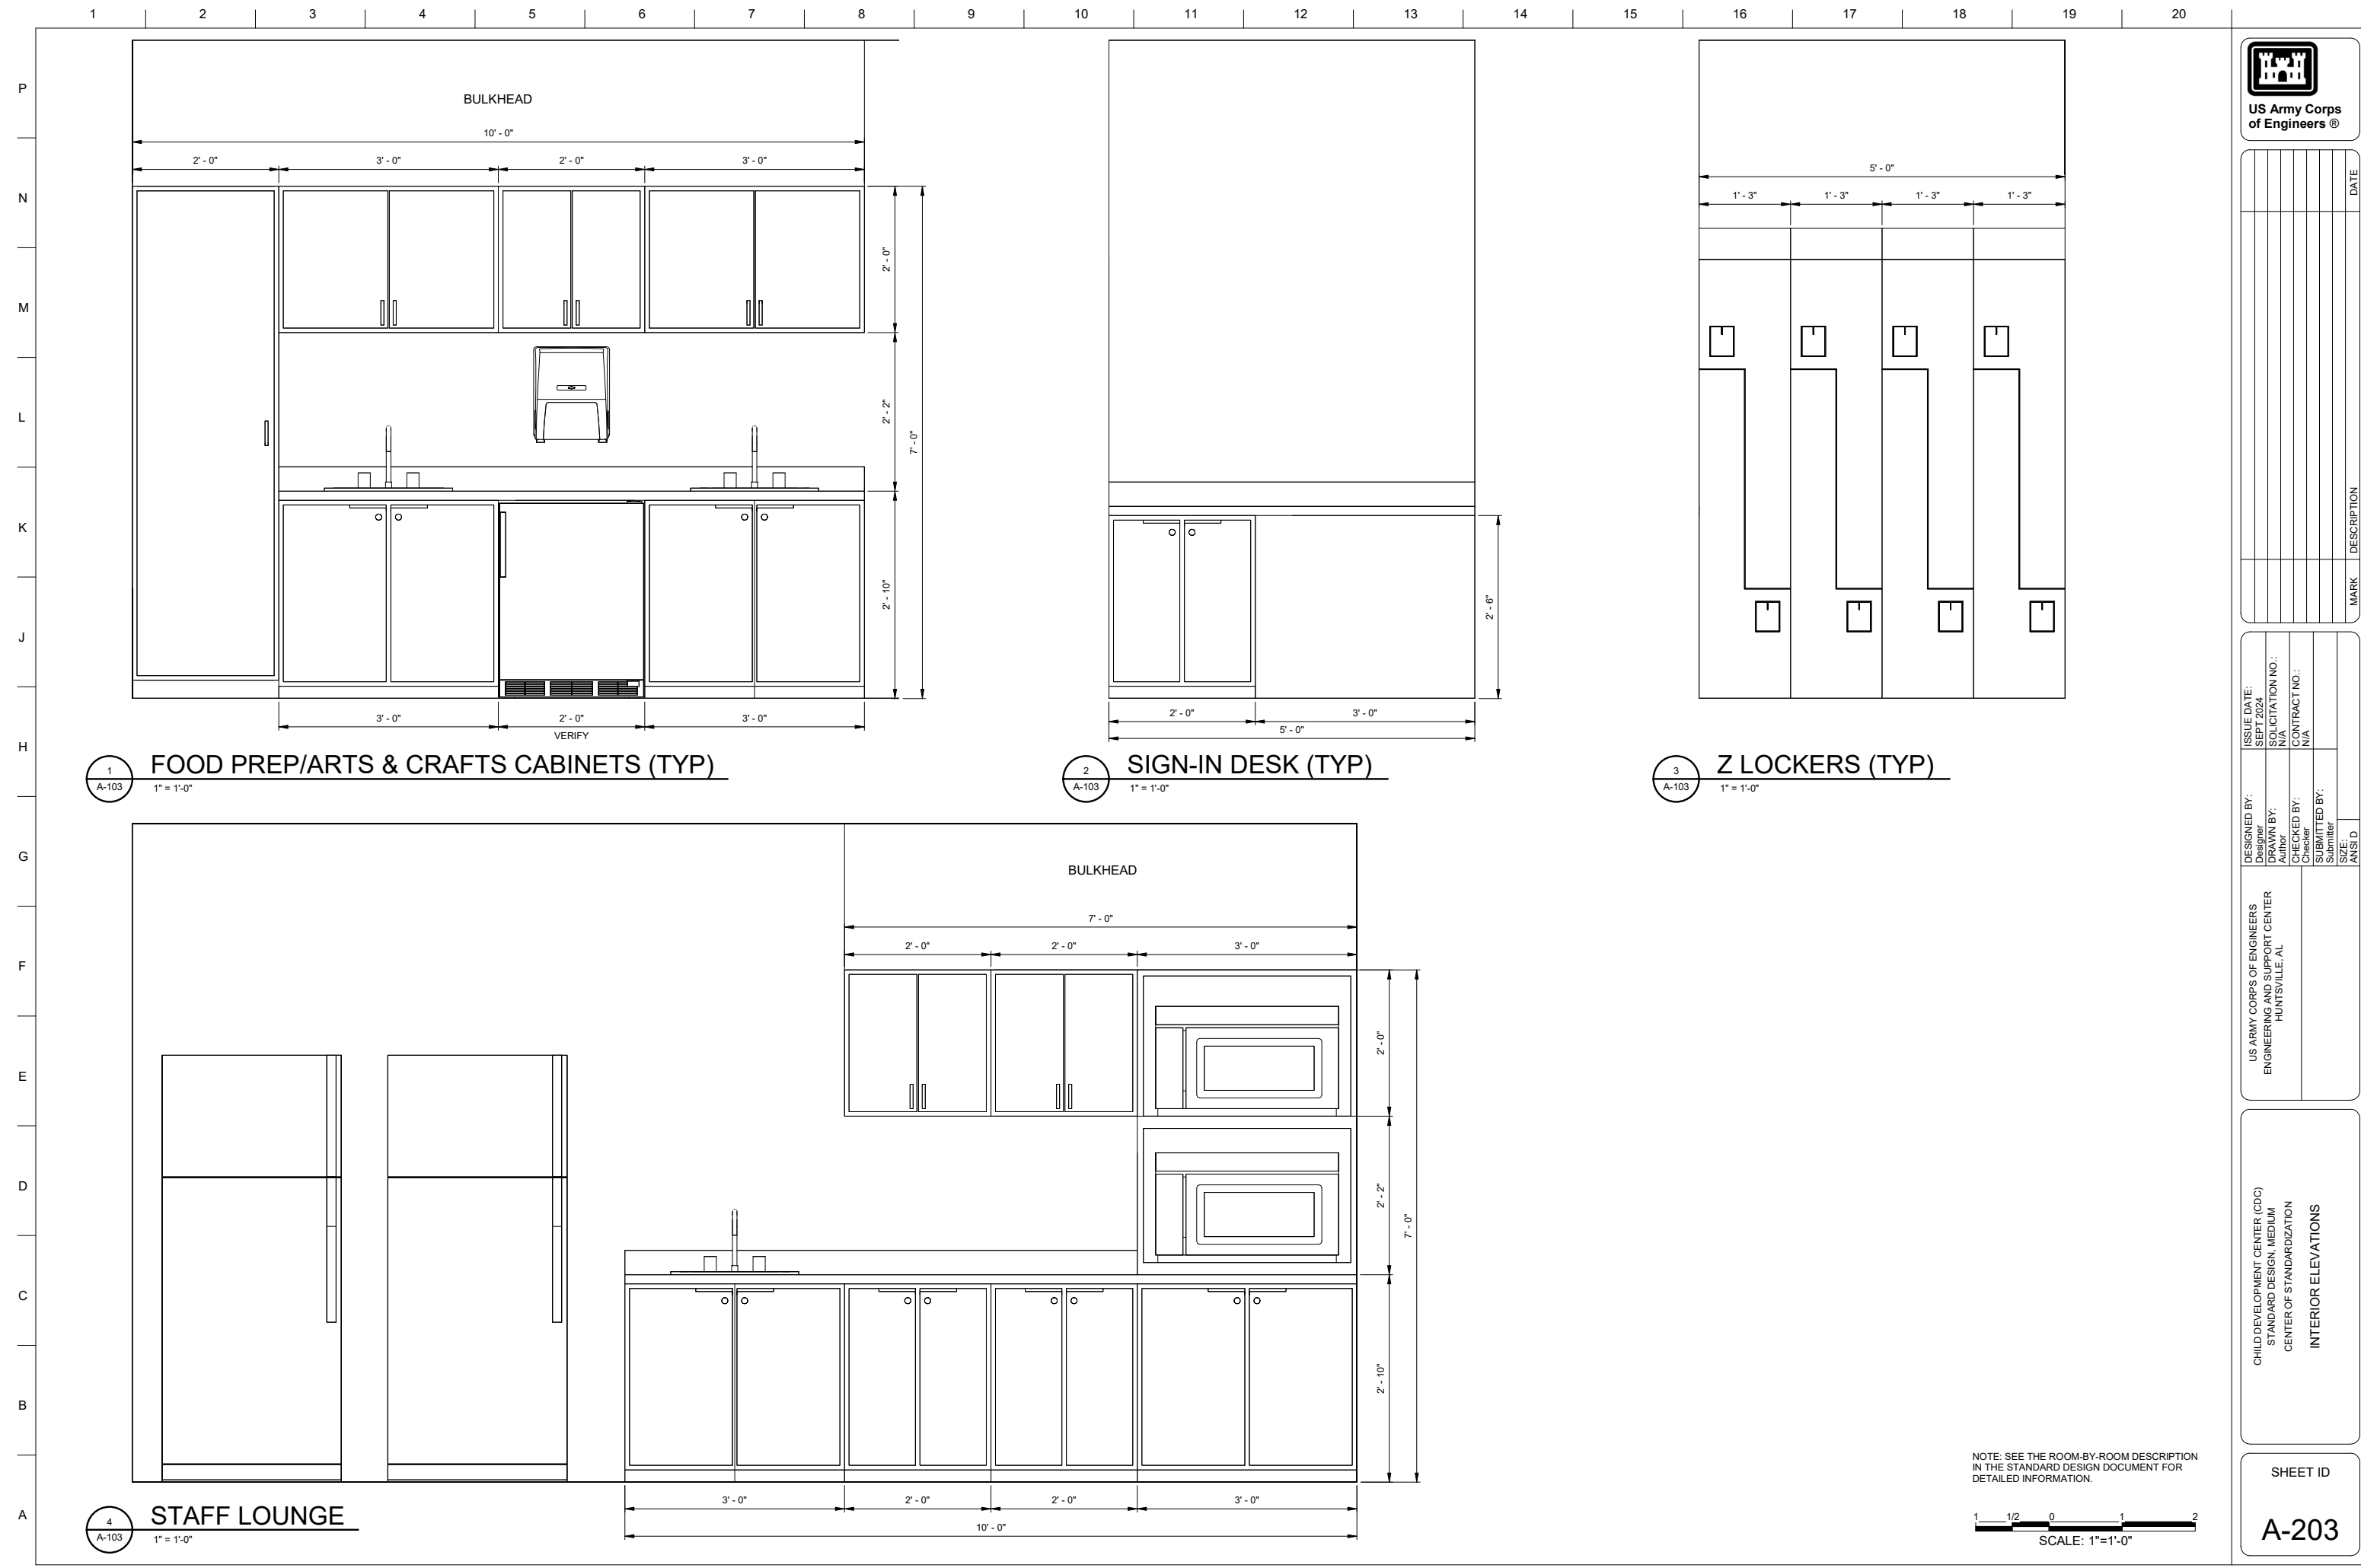 1 2 3 4 5 6 7 8 9 10 11 12 13 14 15 16 17 18 19 20
P
N
M
L
K
J
H
G
F
E
D
C
B
A
BULKHEAD
10' - 0"
2' - 0" 3' - 0" 2' - 0" 3' - 0"
2' - 0"
2' - 2"
7' - 0"
2' - 10"
3' - 0" 2' - 0" 3' - 0"
VERIFY
1
A-103
FOOD PREP/ARTS & CRAFTS CABINETS (TYP)
1" = 1'-0"
2' - 6"
2' - 0" 3' - 0"
5' - 0"
2
A-103
SIGN-IN DESK (TYP)
1" = 1'-0"
5' - 0"
1' - 3" 1' - 3" 1' - 3" 1' - 3"
3
A-103
Z LOCKERS (TYP)
1" = 1'-0"
BULKHEAD
7' - 0"
2' - 0" 2' - 0" 3' - 0"
2' - 0"
2' - 2"
7' - 0"
2' - 10"
3' - 0" 2' - 0" 2' - 0" 3' - 0"
10' - 0"
4
A-103
STAFF LOUNGE
1" = 1'-0"
NOTE: SEE THE ROOM-BY-ROOM DESCRIPTION
IN THE STANDARD DESIGN DOCUMENT FOR
DETAILED INFORMATION.
1 1/2 0 1 2
SCALE: 1"=1'-0"
US Army Corps
of Engineers ®
MARK DESCRIPTION DATE
ISSUE DATE:
SEPT 2024
SOLICITATION NO.:
N/A
CONTRACT NO.:
N/A
DESIGNED BY:
Designer
DRAWN BY:
Author
CHECKED BY:
Checker
SUBMITTED BY:
Submitter
SIZE:
ANSI D
US ARMY CORPS OF ENGINEERS
ENGINEERING AND SUPPORT CENTER
HUNTSVILLE, AL
CHILD DEVELOPMENT CENTER (CDC)
STANDARD DESIGN, MEDIUM
CENTER OF STANDARDIZATION
INTERIOR ELEVATIONS
SHEET ID
A-203